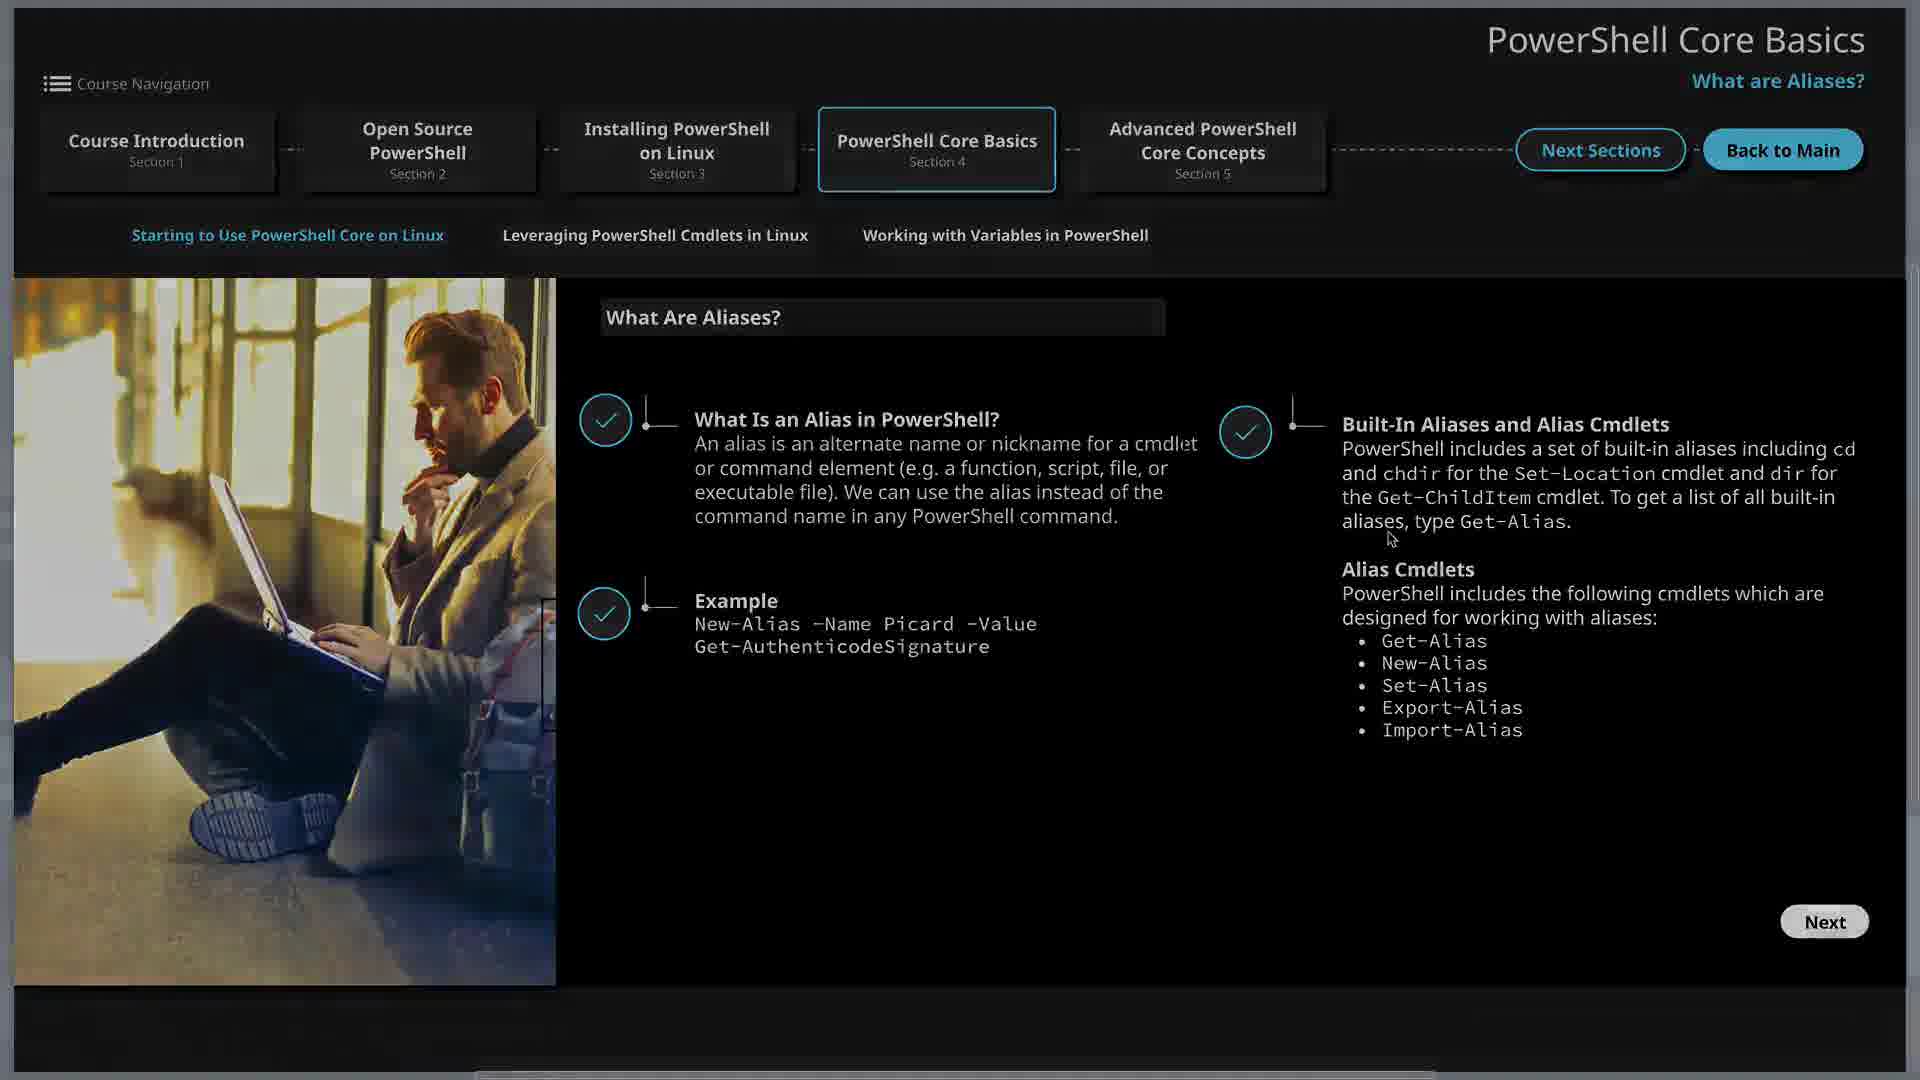 PowerShell Core Basics
What are Aliases?
Course Navigation
Course Introduction
Section 1
Open Source
PowerShell
Section 2
Installing PowerShell
on Linux
Section 3
PowerShell Core Basics
Section 4
Advanced PowerShell
Core Concepts
Section 5
Next Sections
Back to Main
Starting to Use PowerShell Core on Linux
Leveraging PowerShell Cmdlets in Linux
Working with Variables in PowerShell
What Are Aliases?
What Is an Alias in PowerShell?
An alias is an alternate name or nickname for a cmdlet
or command element (e.g. a function, script, file, or
executable file). We can use the alias instead of the
command name in any PowerShell command.
Example
New-Alias -Name Picard -Value
Get-AuthenticodeSignature
Built-In Aliases and Alias Cmdlets
PowerShell includes a set of built-in aliases including cd
and chdir for the Set-Location cmdlet and dir for
the Get-ChildItem cmdlet. To get a list of all built-in
aliases, type Get-Alias.
Alias Cmdlets
PowerShell includes the following cmdlets which are
designed for working with aliases:
• Get-Alias
• New-Alias
• Set-Alias
• Export-Alias
• Import-Alias
Next